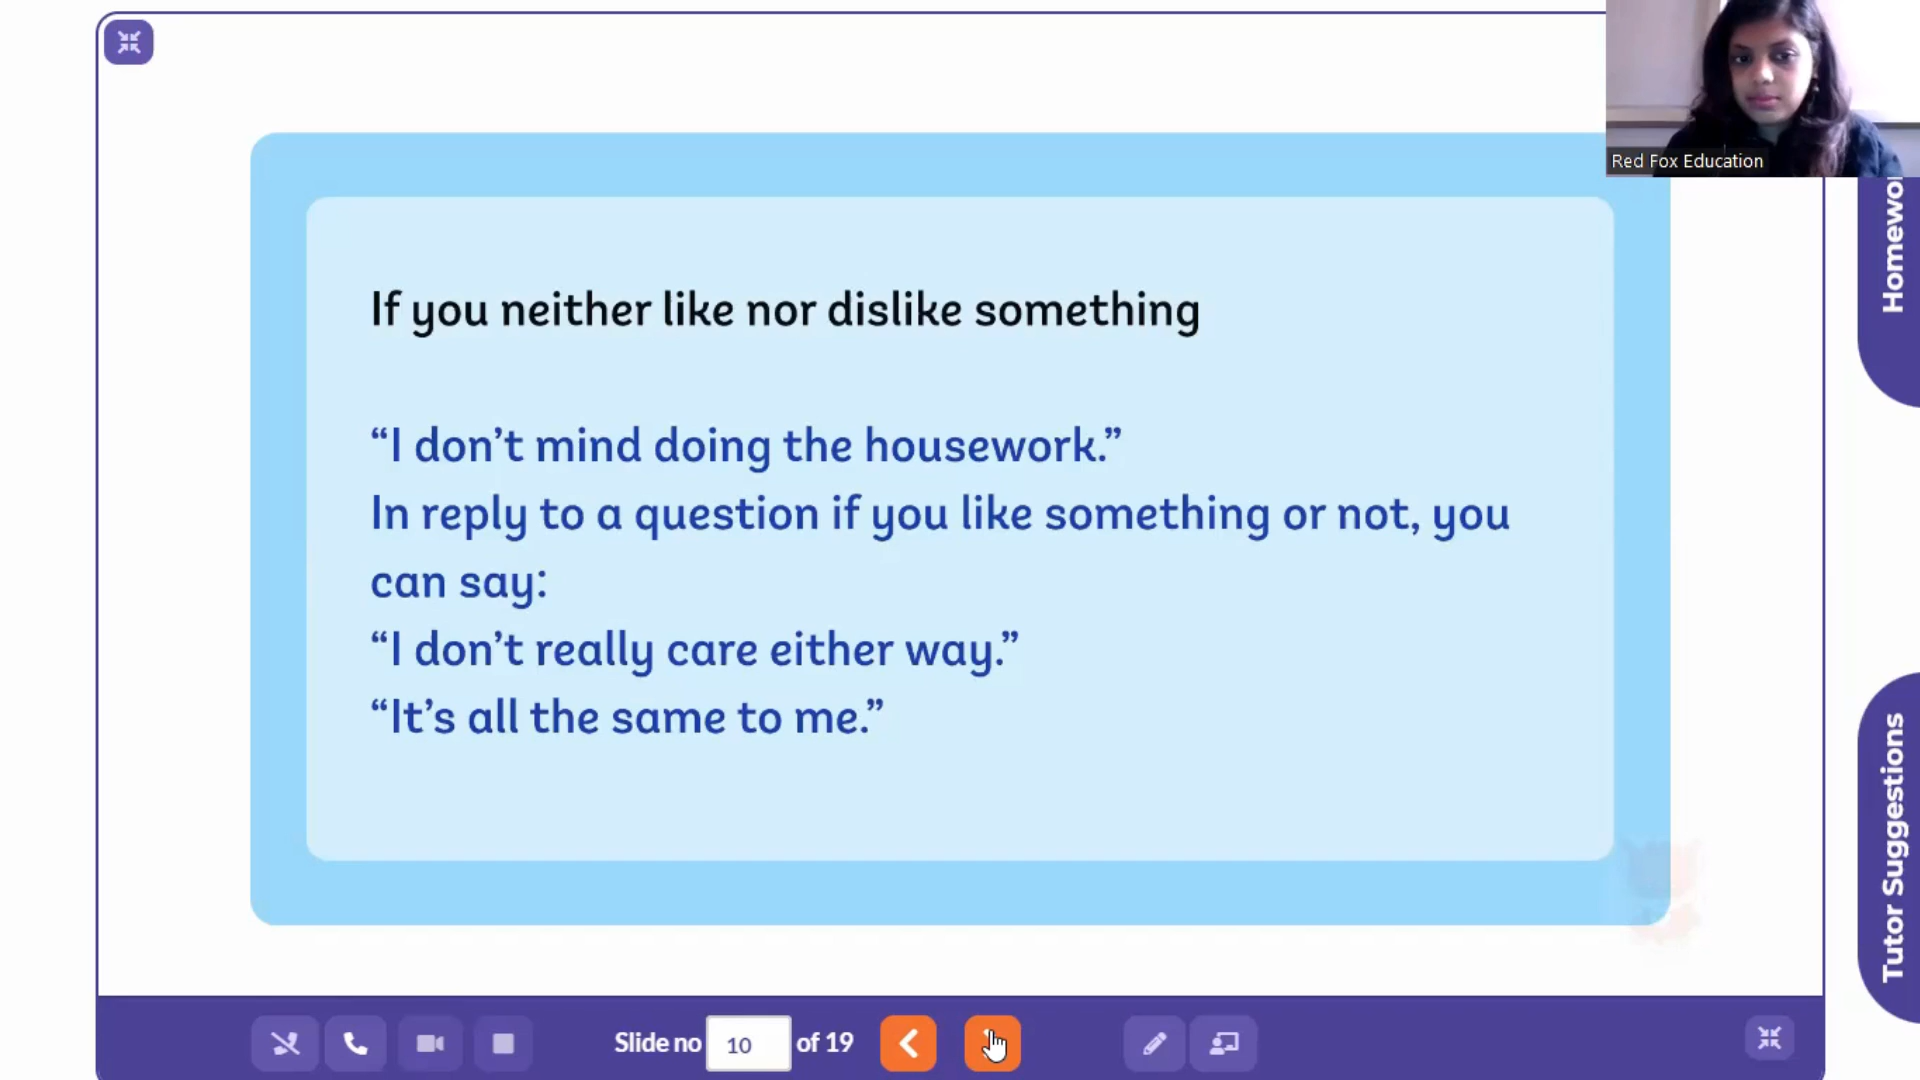 Red Fox Education
If you neither like nor dislike something
“I don’t mind doing the housework.”
In reply to a question if you like something or not, you
can say:
“I don’t really care either way.”
“It’s all the same to me.”
Tutor Suggestions
Slide no 10 of 19